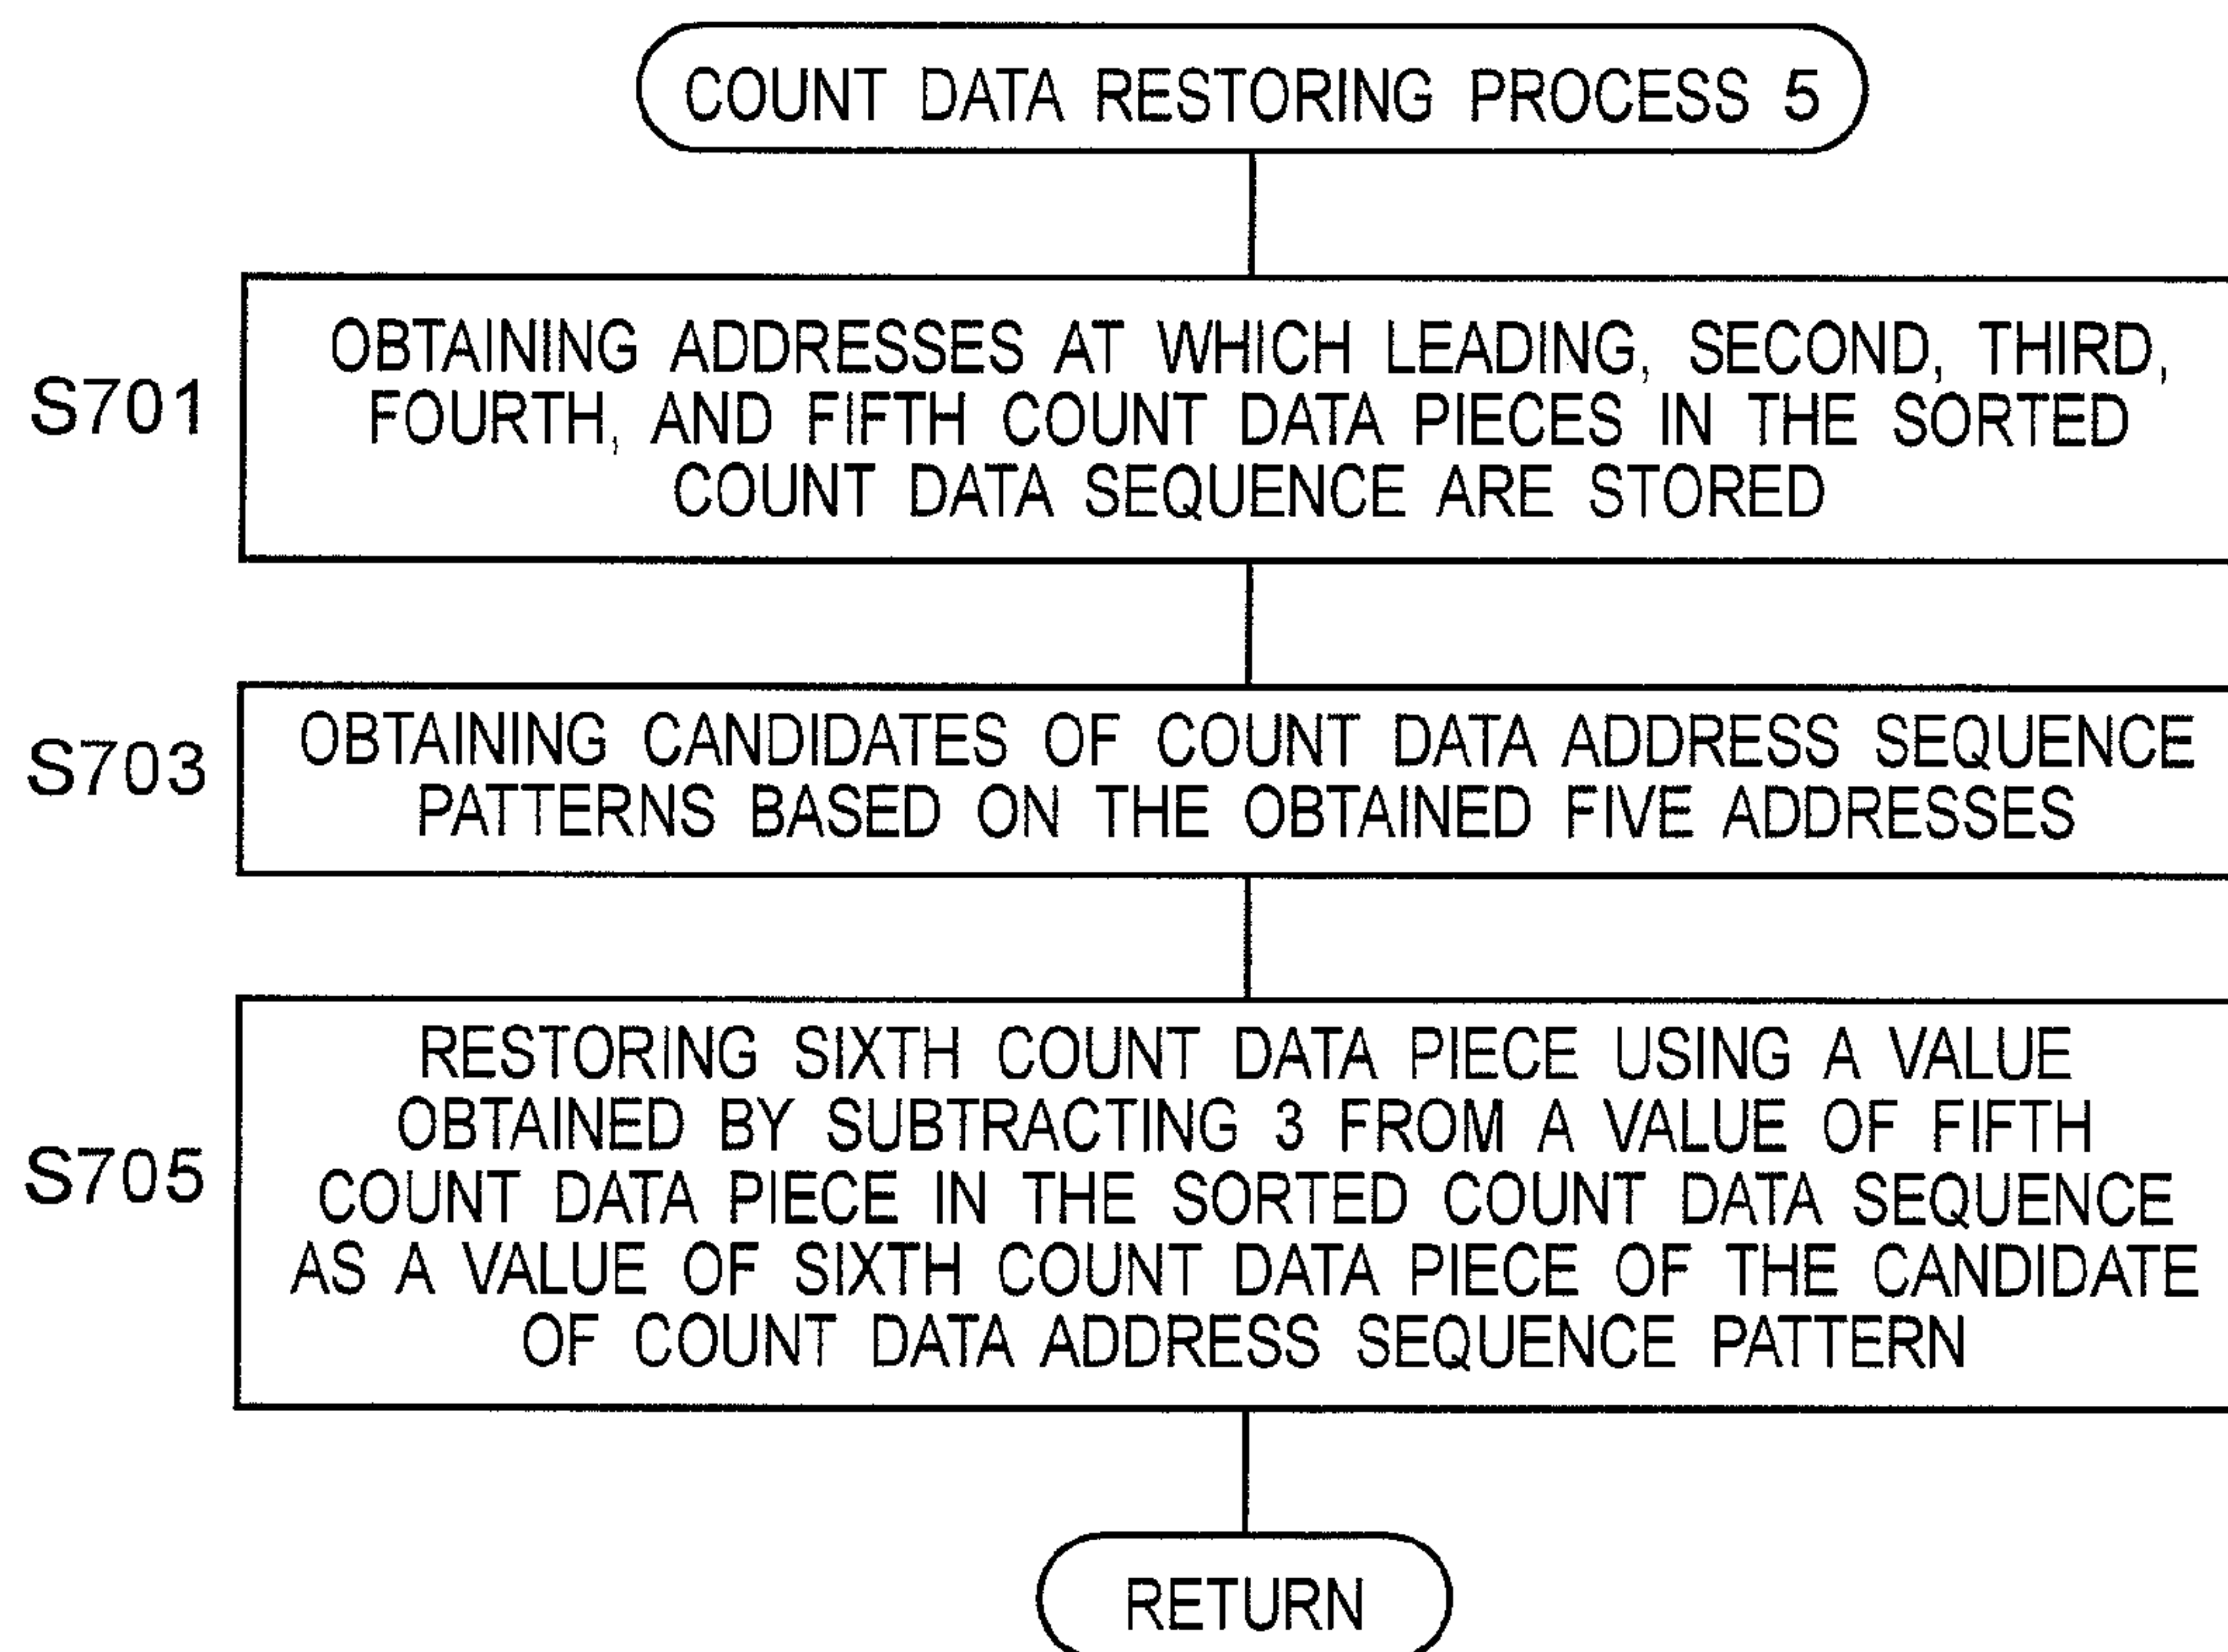 COUNT DATA RESTORING PROCESS 5
S701
OBTAINING ADDRESSES AT WHICH LEADING, SECOND, THIRD,
FOURTH, AND FIFTH COUNT DATA PIECES IN THE SORTED
COUNT DATA SEQUENCE ARE STORED
S703
OBTAINING CANDIDATES OF COUNT DATA ADDRESS SEQUENCE
PATTERNS BASED ON THE OBTAINED FIVE ADDRESSES
S705
RESTORING SIXTH COUNT DATA PIECE USING A VALUE
OBTAINED BY SUBTRACTING 3 FROM A VALUE OF FIFTH
COUNT DATA PIECE IN THE SORTED COUNT DATA SEQUENCE
AS A VALUE OF SIXTH COUNT DATA PIECE OF THE CANDIDATE
OF COUNT DATA ADDRESS SEQUENCE PATTERN
RETURN